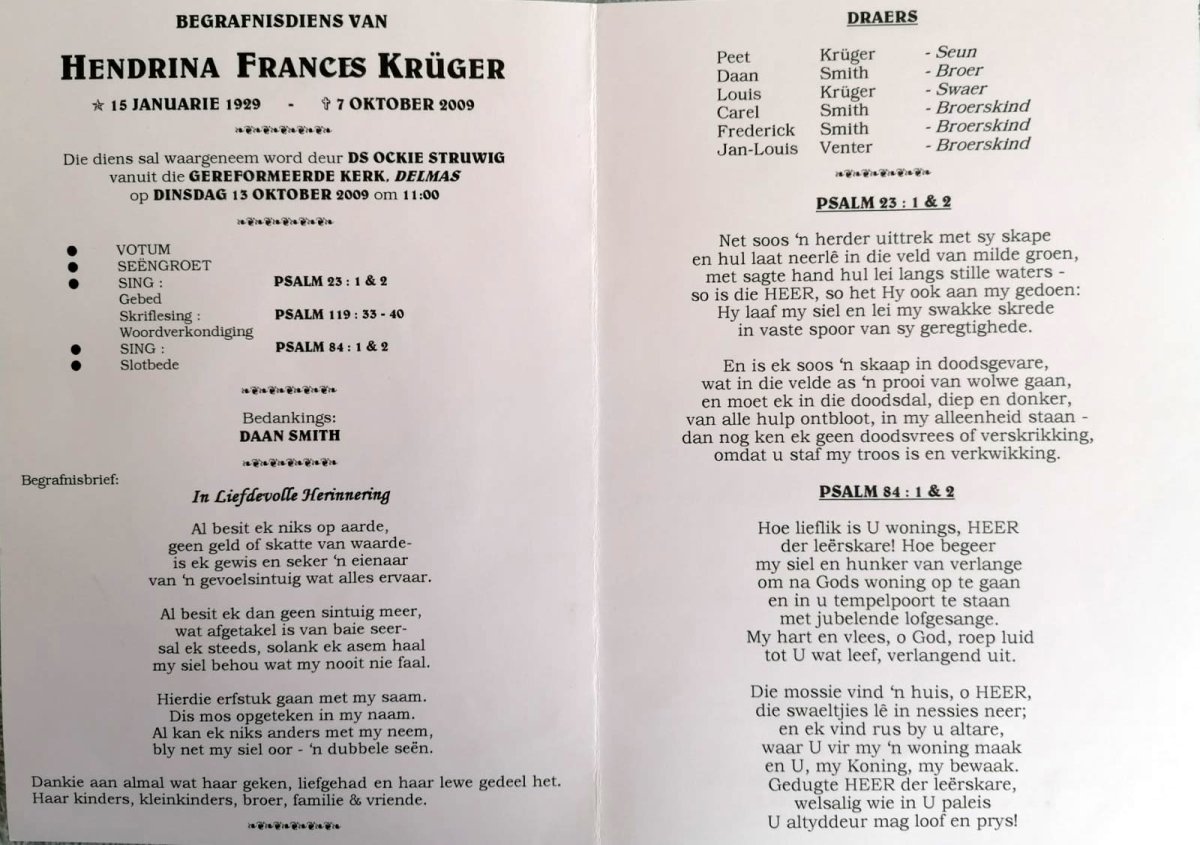 BEGRAFNISDIENS VAN
HENDRINA FRANCES KRÜGER
☆ 15 JANUARIE 1929 - ✞ 7 OKTOBER 2009
Die diens sal waargeneem word deur DS OCKIE STRUWIG
vanuit die GEREFORMEERDE KERK, DELMAS
op DINSDAG 13 OKTOBER 2009 om 11:00
● VOTUM
● SEËNGROET
● SING : PSALM 23 : 1 & 2
Gebed
Skriflesing : PSALM 119 : 33 - 40
Woordverkondiging
● SING : PSALM 84 : 1 & 2
● Slotbede
Bedankings:
DAAN SMITH
Begrafnisbrief:
In Liefdevolle Herinnering
Al besit ek niks op aarde,
geen geld of skatte van waarde-
is ek gewis en seker 'n eienaar
van 'n gevoelsintuig wat alles ervaar.
Al besit ek dan geen sintuig meer,
wat afgetakel is van baie seer-
sal ek steeds, solank ek asem haal
my siel behou wat my nooit nie faal.
Hierdie erfstuk gaan met my saam.
Dis mos opgeteken in my naam.
Al kan ek niks anders met my neem,
bly net my siel oor - 'n dubbele seën.
Dankie aan almal wat haar geken, liefgehad en haar lewe gedeel het.
Haar kinders, kleinkinders, broer, familie & vriende.
DRAERS
Peet Krüger - Seun
Daan Smith - Broer
Louis Krüger - Swaer
Carel Smith - Broerskind
Frederick Smith - Broerskind
Jan-Louis Venter - Broerskind
PSALM 23 : 1 & 2
Net soos 'n herder uittrek met sy skape
en hul laat neerlê in die veld van milde groen,
met sagte hand hul lei langs stille waters -
so is die HEER, so het Hy ook aan my gedoen:
Hy laaf my siel en lei my swakke skrede
in vaste spoor van sy geregtighede.
En is ek soos 'n skaap in doodsgevare,
wat in die velde as 'n prooi van wolwe gaan,
en moet ek in die doodsdal, diep en donker,
van alle hulp ontbloot, in my alleenheid staan -
dan nog ken ek geen doodsvrees of verskrikking,
omdat u staf my troos is en verkwikking.
PSALM 84 : 1 & 2
Hoe lieflik is U wonings, HEER
der leërskare! Hoe begeer
my siel en hunker van verlange
om na Gods woning op te gaan
en in u tempelpoort te staan
met jubelende lofgesange.
My hart en vlees, o God, roep luid
tot U wat leef, verlangend uit.
Die mossie vind 'n huis, o HEER,
die swaeltjies lê in nessies neer;
en ek vind rus by u altare,
waar U vir my 'n woning maak
en U, my Koning, my bewaak.
Gedugte HEER der leërskare,
welsalig wie in U paleis
U altyddeur mag loof en prys!